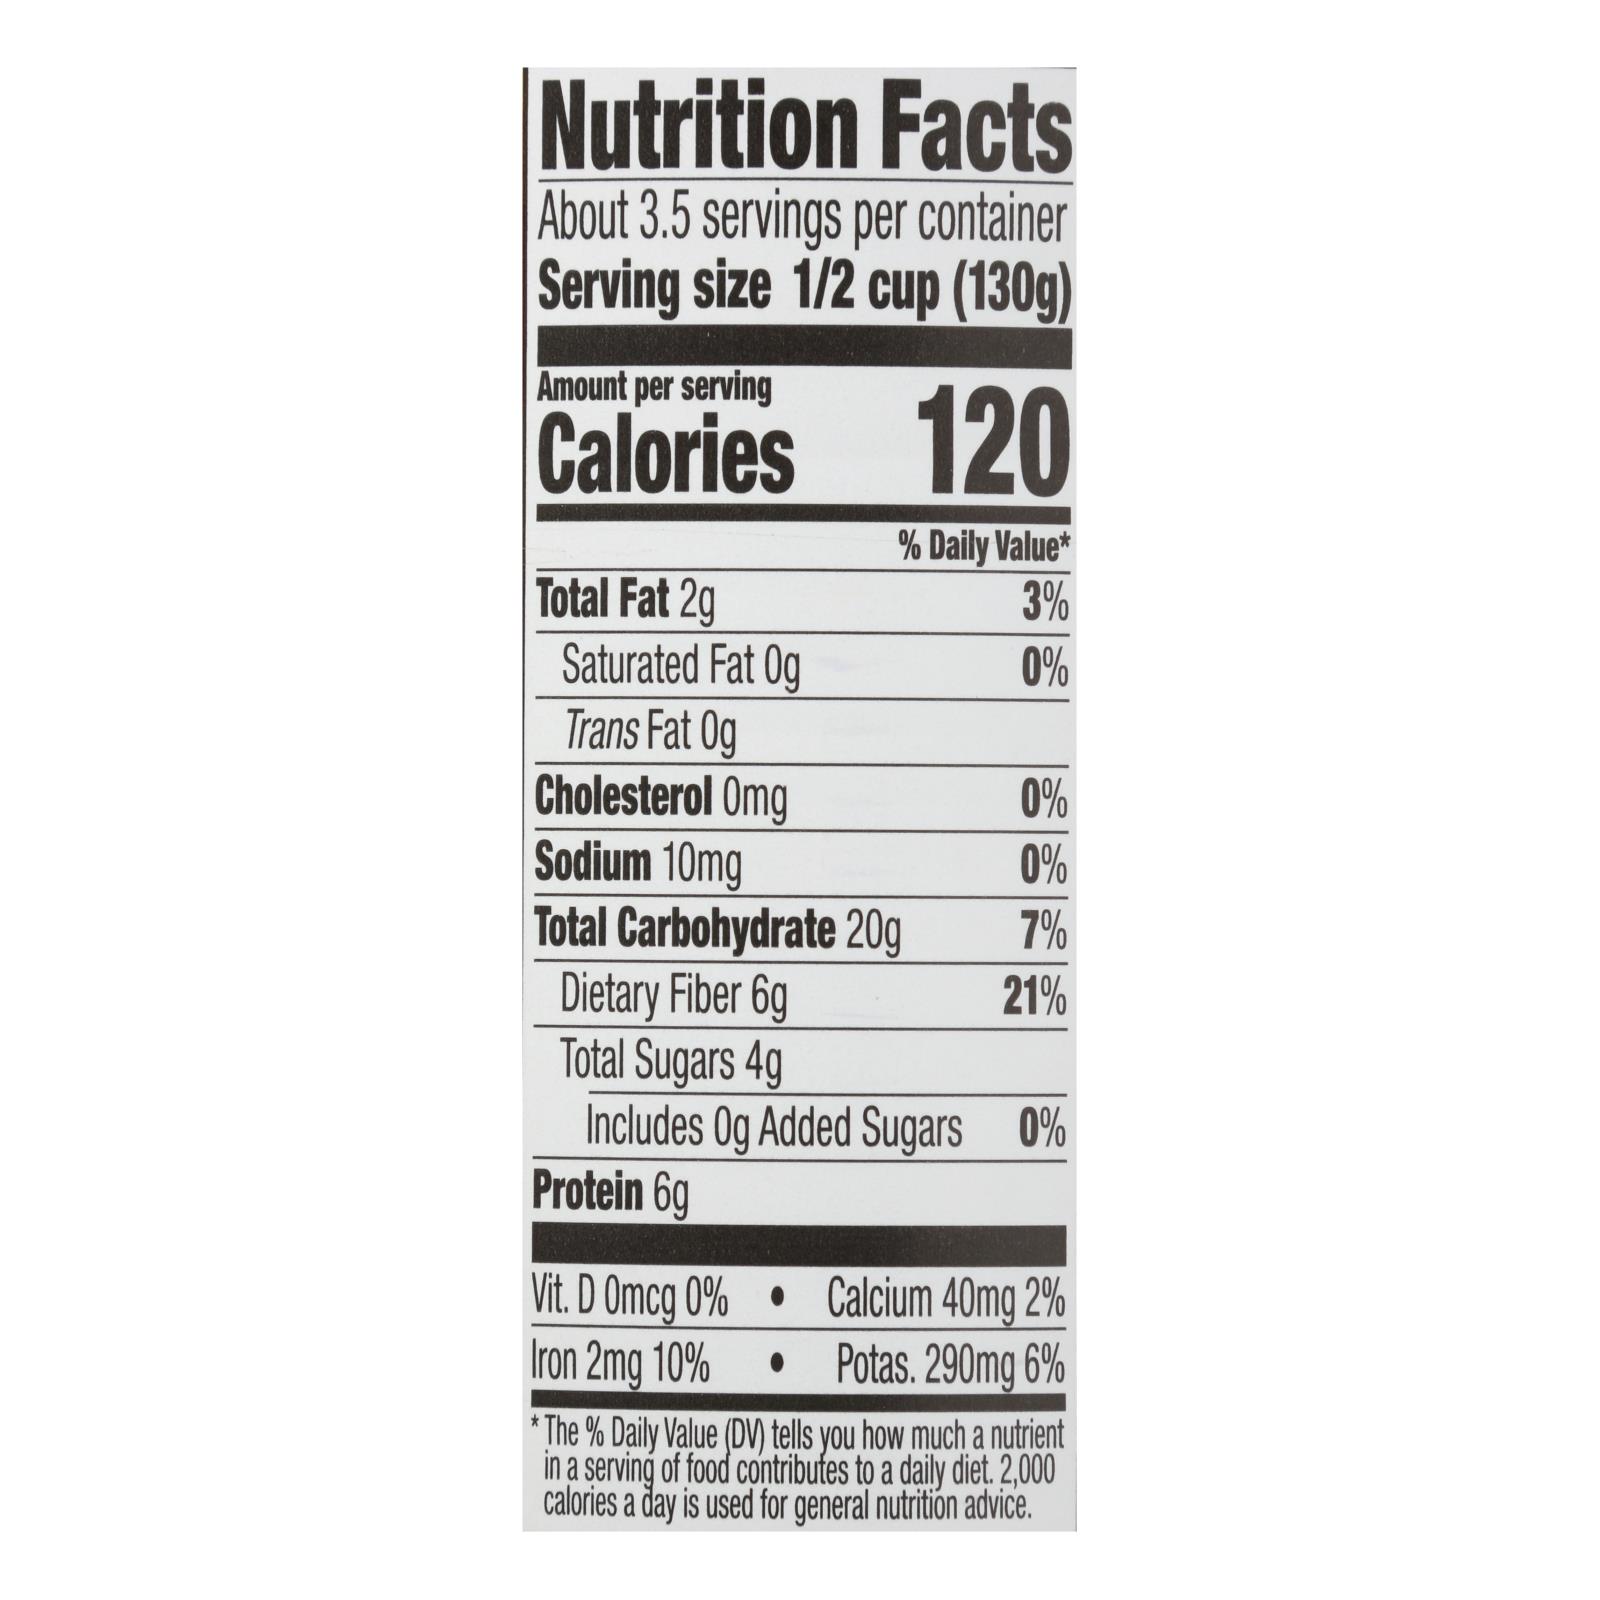 Nutrition Facts
About 3.5 servings per container
Serving size 1/2 cup (130g)
Amount per serving
Calories 120
% Daily Value*
Total Fat 2g 3%
Saturated Fat 0g 0%
Trans Fat 0g
Cholesterol 0mg 0%
Sodium 10mg 0%
Total Carbohydrate 20g 7%
Dietary Fiber 6g 21%
Total Sugars 4g
Includes 0g Added Sugars 0%
Protein 6g
Vit. D 0mcg 0% • Calcium 40mg 2%
Iron 2mg 10% • Potas. 290mg 6%
* The % Daily Value (DV) tells you how much a nutrient
in a serving of food contributes to a daily diet. 2,000
calories a day is used for general nutrition advice.